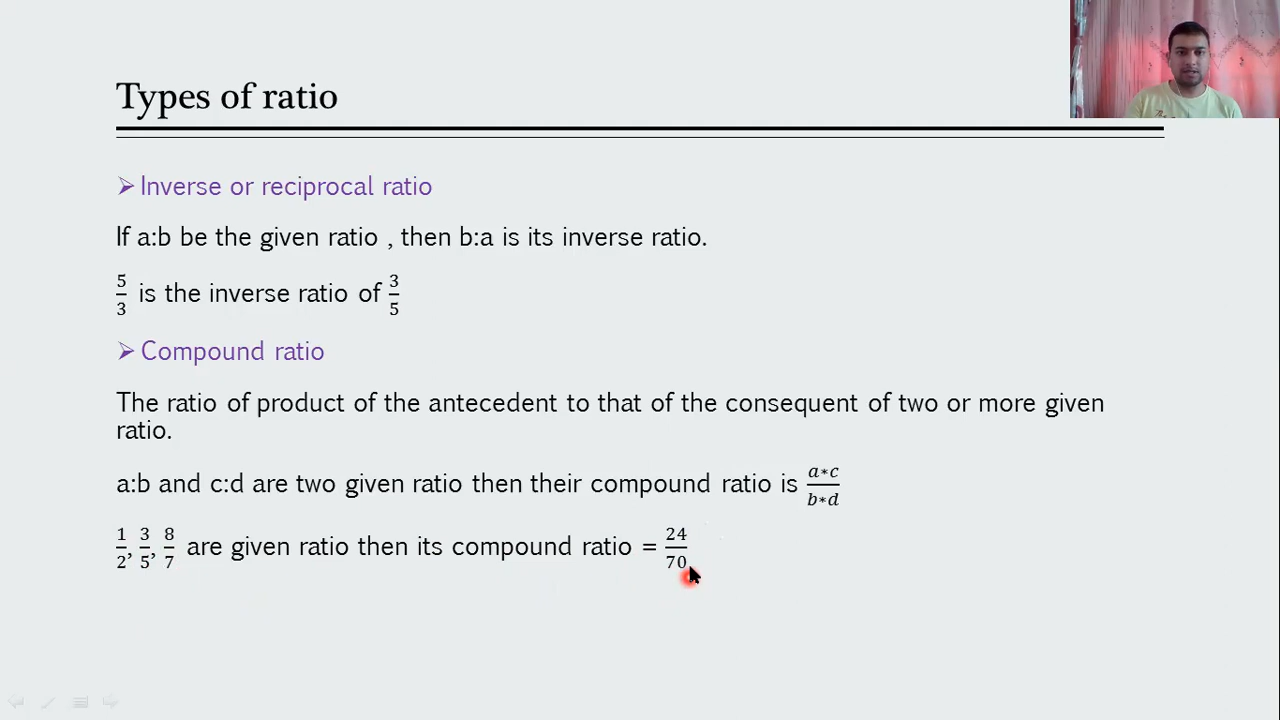 Types of ratio
➢Inverse or reciprocal ratio
If a:b be the given ratio , then b:a is its inverse ratio.
5/3 is the inverse ratio of 3/5
➢Compound ratio
The ratio of product of the antecedent to that of the consequent of two or more given
ratio.
a:b and c:d are two given ratio then their compound ratio is a*c/b*d
1/2, 3/5, 8/7 are given ratio then its compound ratio = 24/70